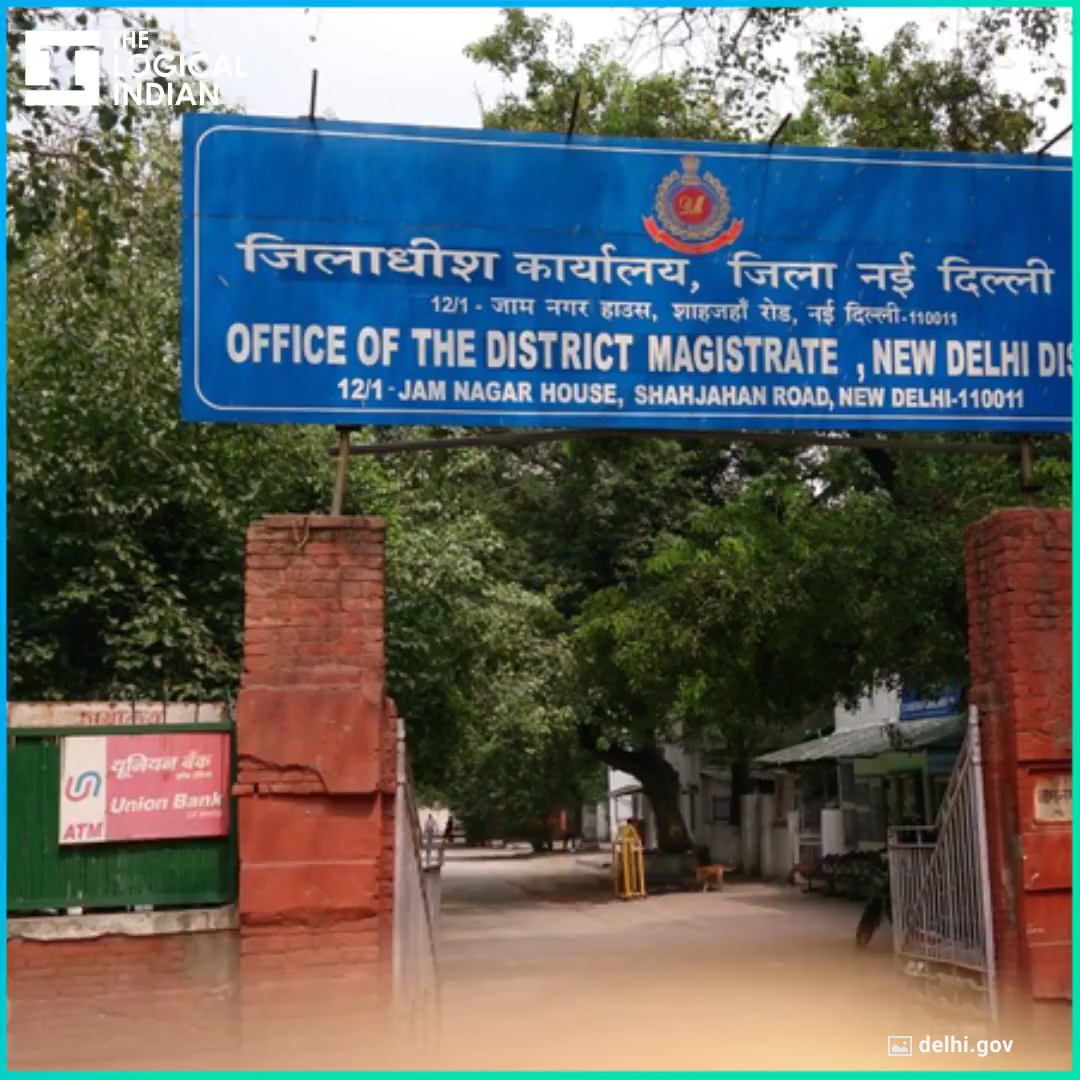 THE
LOGICAL
INDIAN
जिलाधीश कार्यालय, जिला नई दिल्ली
12/1 - जाम नगर हाउस, शाहजहाँ रोड, नई दिल्ली-110011
OFFICE OF THE DISTRICT MAGISTRATE , NEW DELHI DIS
12/1 - JAM NAGAR HOUSE, SHAHJAHAN ROAD, NEW DELHI-110011
यूनियन बैंक
Union Bank
ATM
delhi.gov